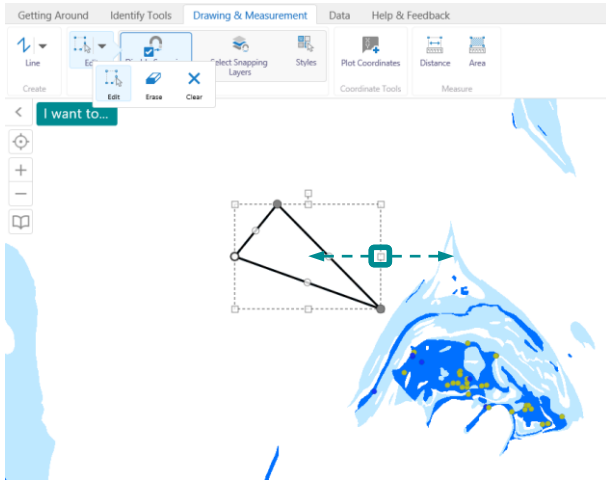 Getting Around Identify Tools Drawing & Measurement Data Help & Feedback
Line Select Snapping Layers Styles Plot Coordinates Distance Area
Create Coordinate Tools Measure
Edit Erase Clear
I want to...